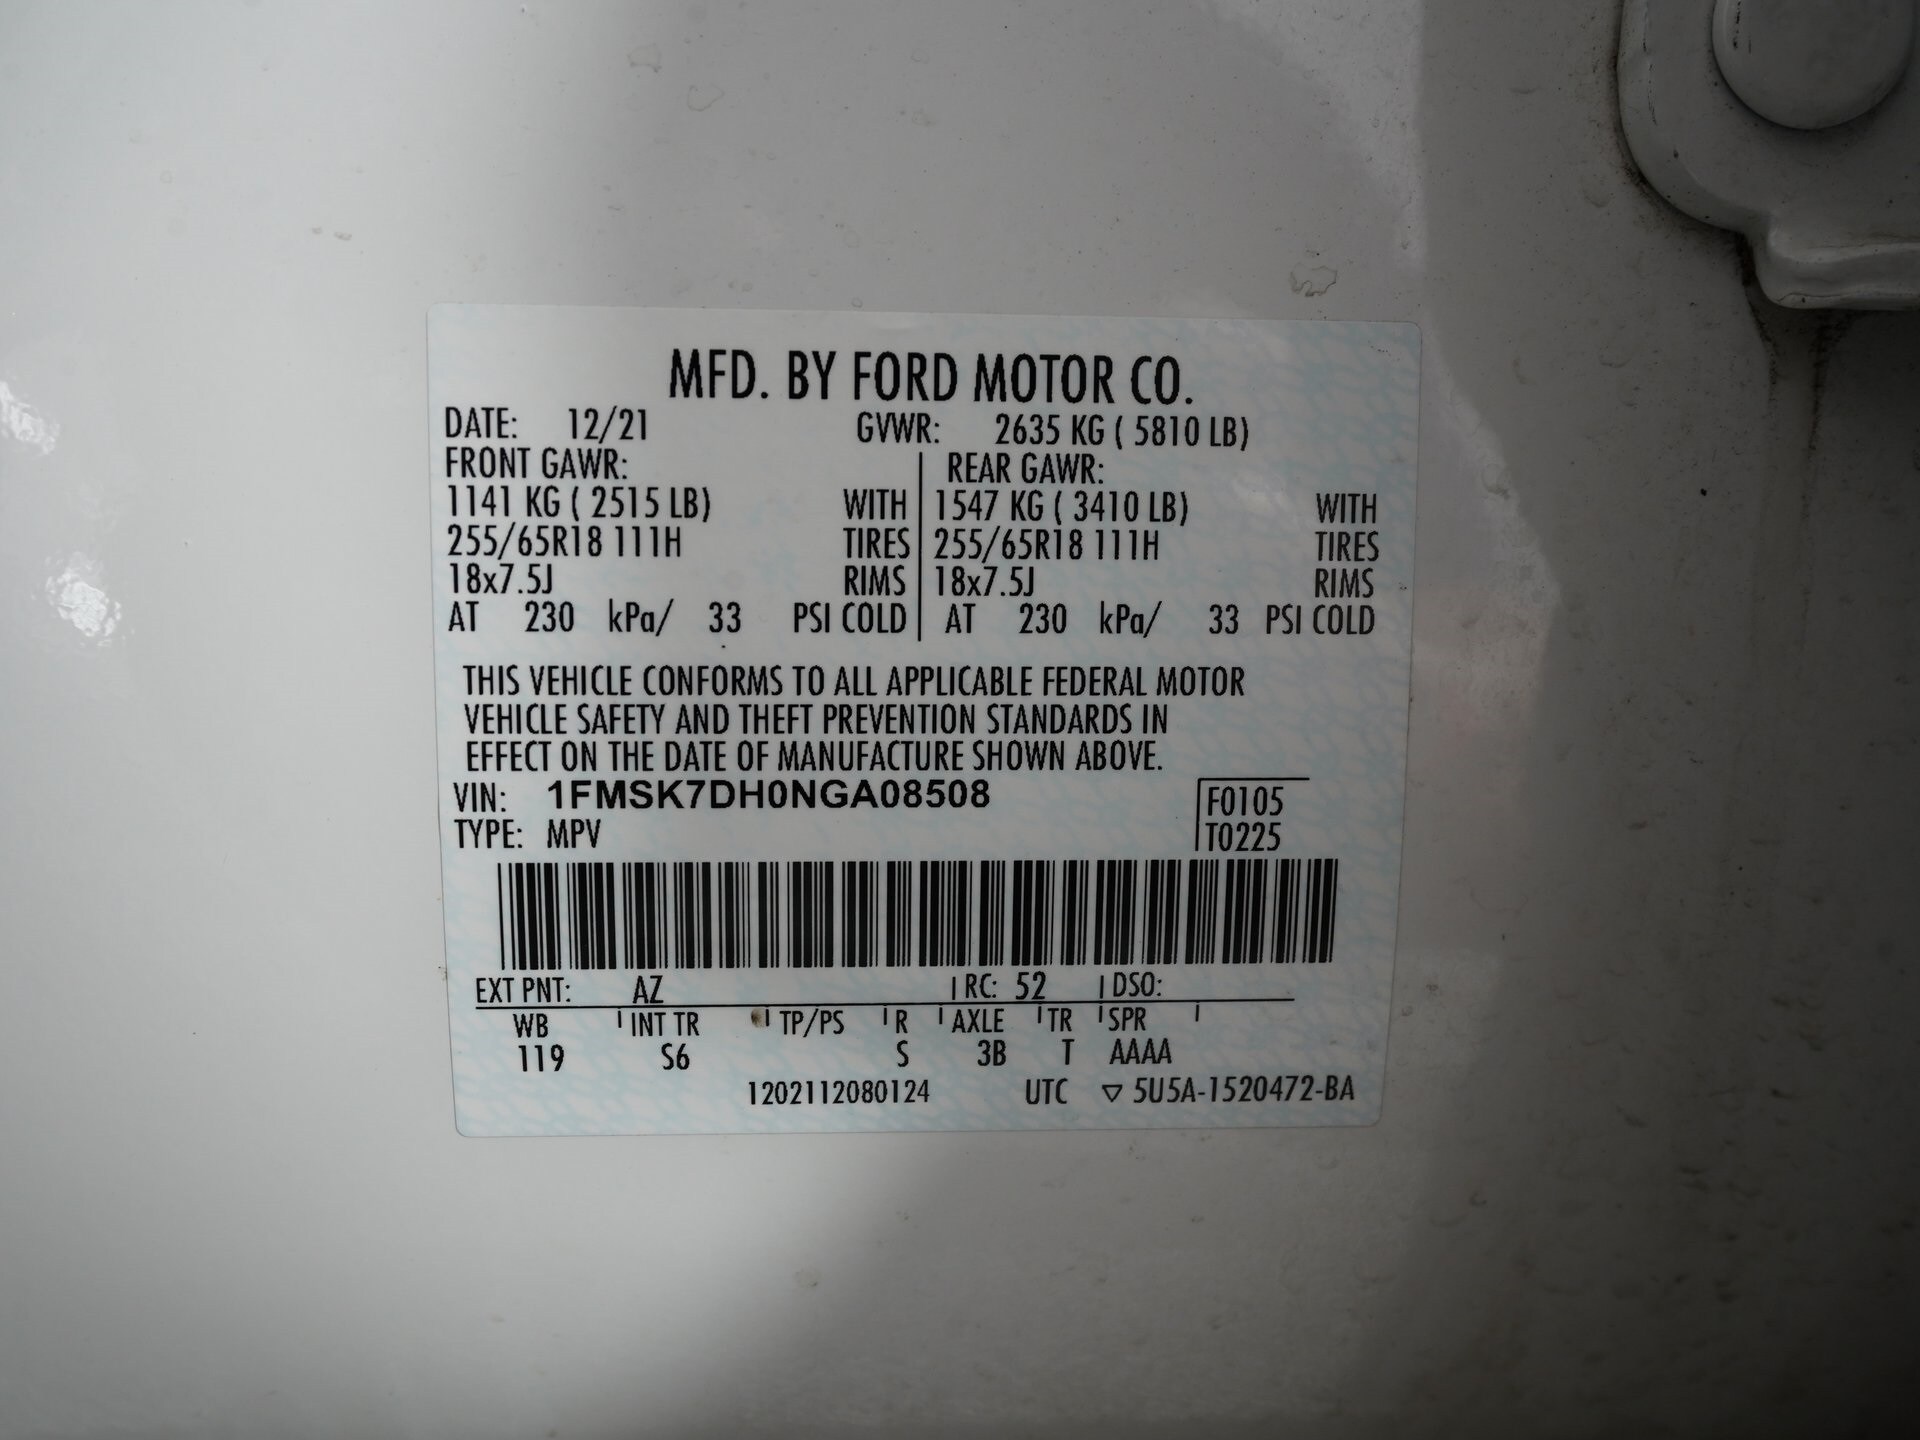 MFD. BY FORD MOTOR CO.
DATE: 12/21 GVWR: 2635 KG ( 5810 LB)
FRONT GAWR: REAR GAWR:
1141 KG ( 2515 LB) WITH 1547 KG ( 3410 LB) WITH
255/65R18 111H TIRES 255/65R18 111H TIRES
18x7.5J RIMS 18x7.5J RIMS
AT 230 kPa/ 33 PSI COLD AT 230 kPa/ 33 PSI COLD
THIS VEHICLE CONFORMS TO ALL APPLICABLE FEDERAL MOTOR
VEHICLE SAFETY AND THEFT PREVENTION STANDARDS IN
EFFECT ON THE DATE OF MANUFACTURE SHOWN ABOVE.
VIN: 1FMSK7DH0NGA08508 F0105
TYPE: MPV T0225
EXT PNT: AZ RC: 52 DSO:
WB INT TR TP/PS R AXLE TR SPR
119 S6 S 3B T AAAA
1202112080124 UTC ▽ 5U5A-1520472-BA